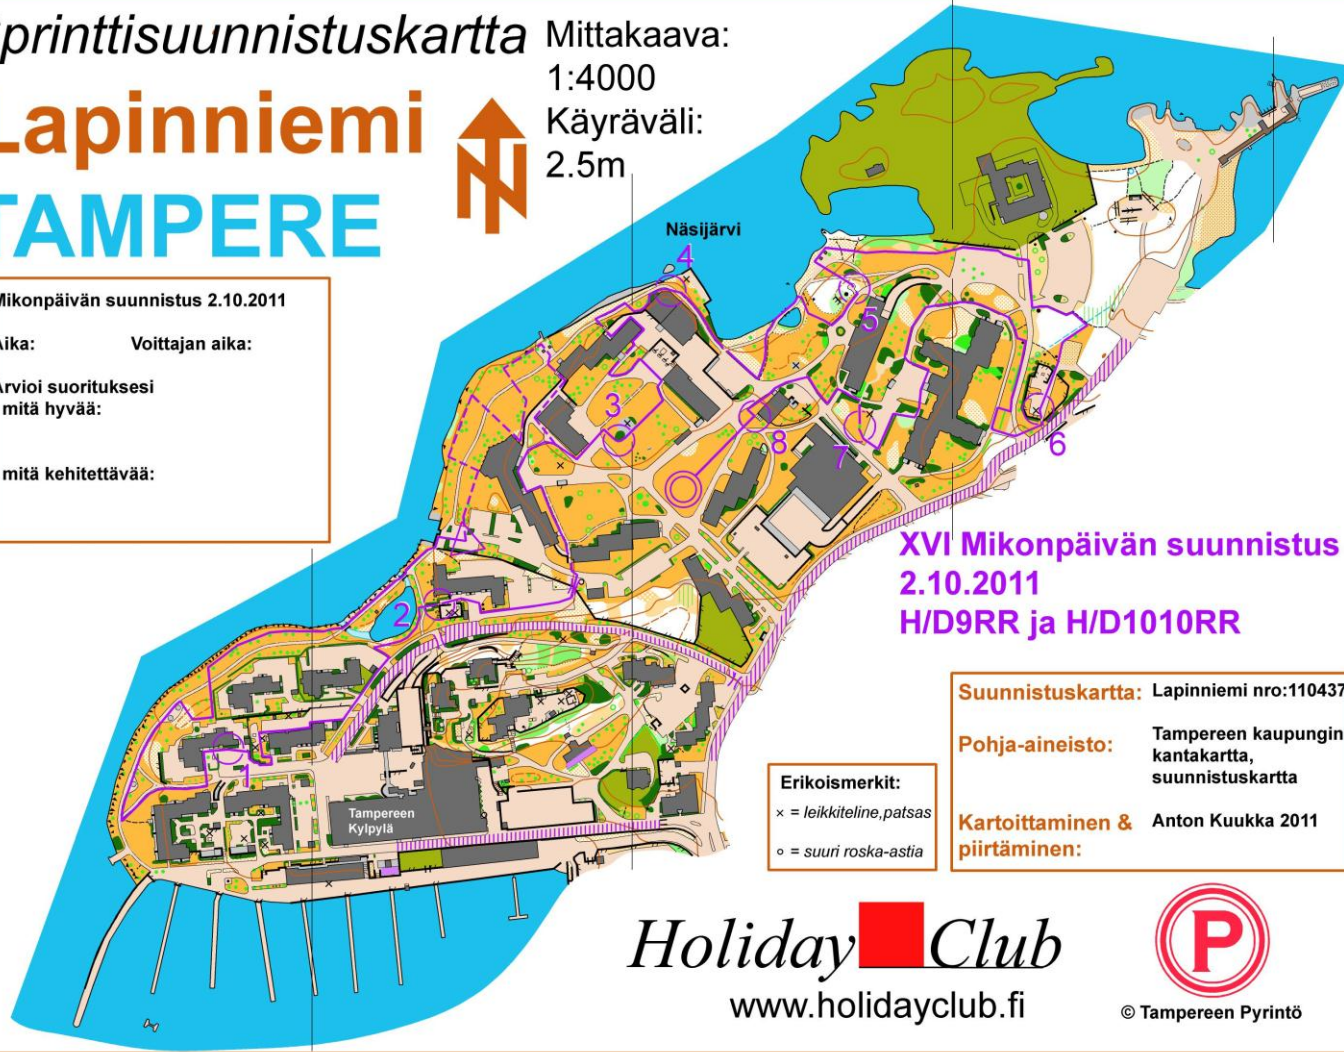 printtisuunnistuskartta
Lapinniemi
TAMPERE
Mittakaava:
1:4000
Käyräväli:
2.5m
N
Mikonpäivän suunnistus 2.10.2011
Aika: Voittajan aika:
Arvioi suorituksesi
mitä hyvää:
mitä kehitettävää:
Näsijärvi
4
5
3
8
7
6
2
1
Tampereen
Kylpylä
XVI Mikonpäivän suunnistus
2.10.2011
H/D9RR ja H/D1010RR
Erikoismerkit:
× = leikkiteline,patsas
o = suuri roska-astia
Suunnistuskartta: Lapinniemi nro:110437
Pohja-aineisto: Tampereen kaupungin
kantakartta,
suunnistuskartta
Kartoittaminen & Anton Kuukka 2011
piirtäminen:
Holiday Club
www.holidayclub.fi
P
© Tampereen Pyrintö